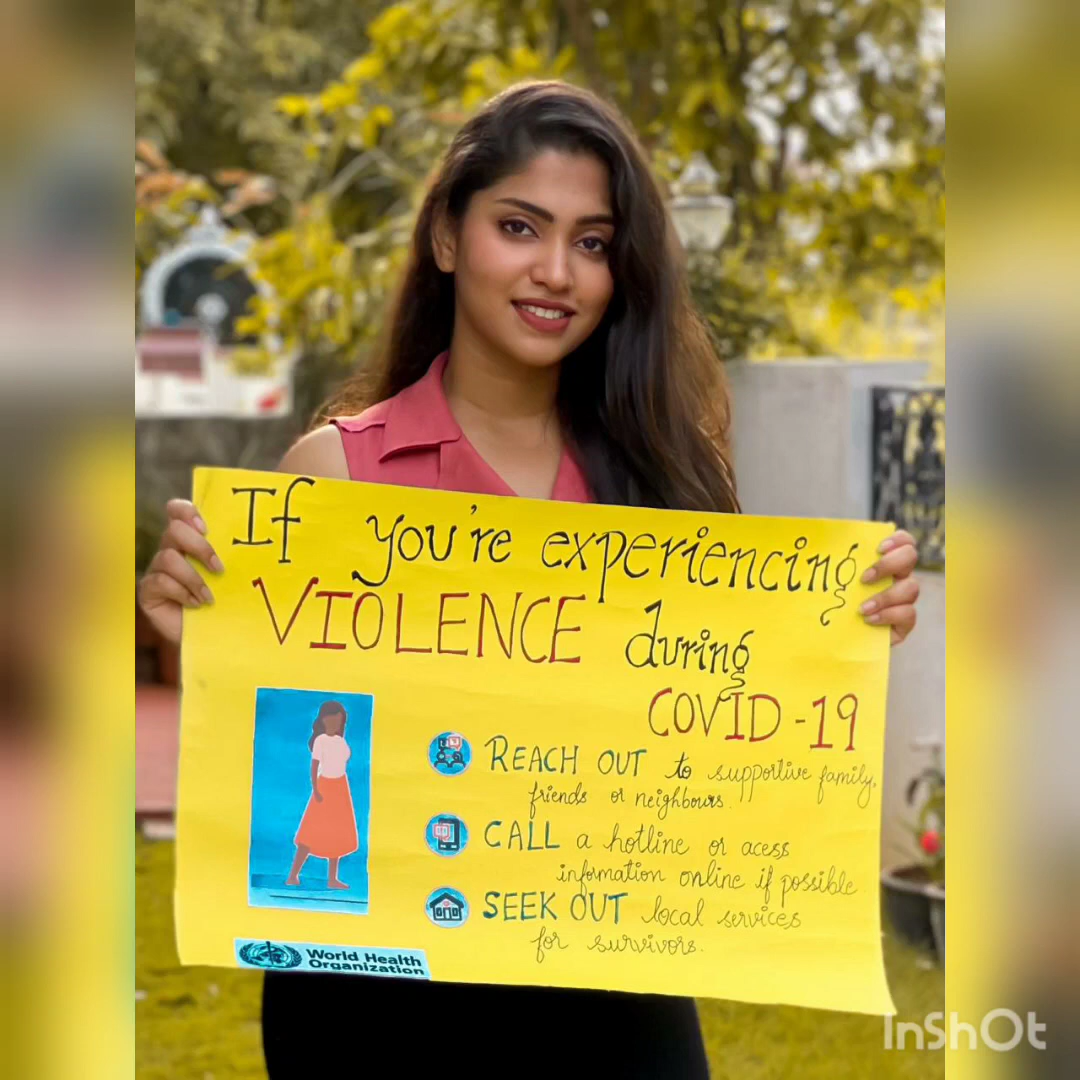 If you're experiencing
VIOLENCE during
COVID-19
REACH OUT to supportive family,
friends or neighbours.
CALL a hotline or acess
information online if possible.
SEEK OUT local services
for survivors.
World Health
Organization
InShOt